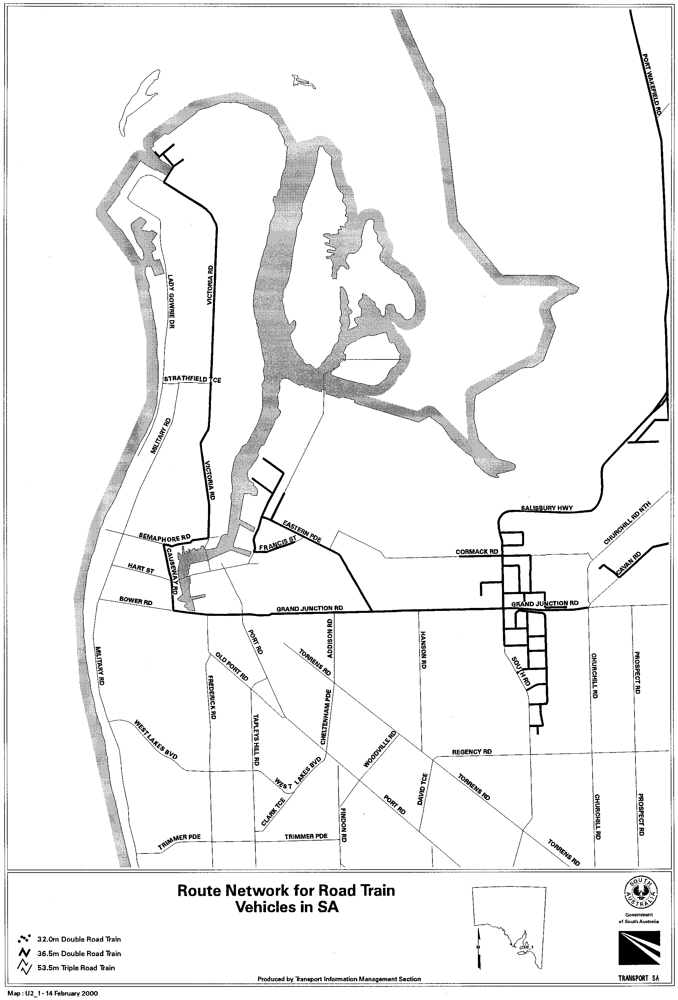 PORT WAKEFIELD RD
LADY GOWRIE DR
VICTORIA RD
STRATHFIELD TCE
MILITARY RD
VICTORIA RD
SALISBURY HWY
CHURCHILL RD NTH
SEMAPHORE RD
EASTERN PDE
FRANCIS ST
CAUSEWAY RD
CORMACK RD
CAVAN RD
HART ST
BOWER RD
GRAND JUNCTION RD
GRAND JUNCTION RD
PORT RD
ADDISON RD
HANSON RD
MILITARY RD
OLD PORT RD
TORRENS RD
SOUTH RD
CHURCHILL RD
PROSPECT RD
FREDERICK RD
CHELTENHAM PDE
TAPLEYS HILL RD
WEST LAKES BVD
WOODVILLE RD
REGENCY RD
WEST LAKES BVD
DAVID TCE
TORRENS RD
CLARK TCE
PORT RD
FINDON RD
CHURCHILL RD
PROSPECT RD
TRIMMER PDE
TRIMMER PDE
TORRENS RD
Route Network for Road Train
Vehicles in SA
32.0m Double Road Train
36.5m Double Road Train
53.5m Triple Road Train
Produced by Transport Information Management Section
N
U2_1
SOUTH
AUSTRALIA
Government
of South Australia
TRANSPORT SA
Map : U2_1 - 14 February 2000